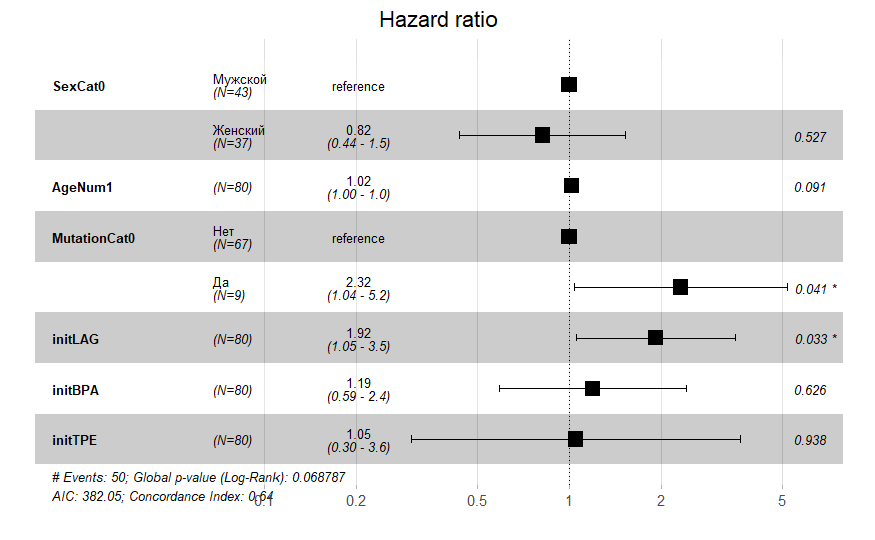 Hazard ratio
SexCat0
Мужской
(N=43)
reference
Женский
(N=37)
0.82
(0.44 - 1.5)
0.527
AgeNum1
(N=80)
1.02
(1.00 - 1.0)
0.091
MutationCat0
Нет
(N=67)
reference
Да
(N=9)
2.32
(1.04 - 5.2)
0.041 *
initLAG
(N=80)
1.92
(1.05 - 3.5)
0.033 *
initBPA
(N=80)
1.19
(0.59 - 2.4)
0.626
initTPE
(N=80)
1.05
(0.30 - 3.6)
0.938
# Events: 50; Global p-value (Log-Rank): 0.068787
AIC: 382.05; Concordance Index: 0.64
0.1 0.2 0.5 1 2 5